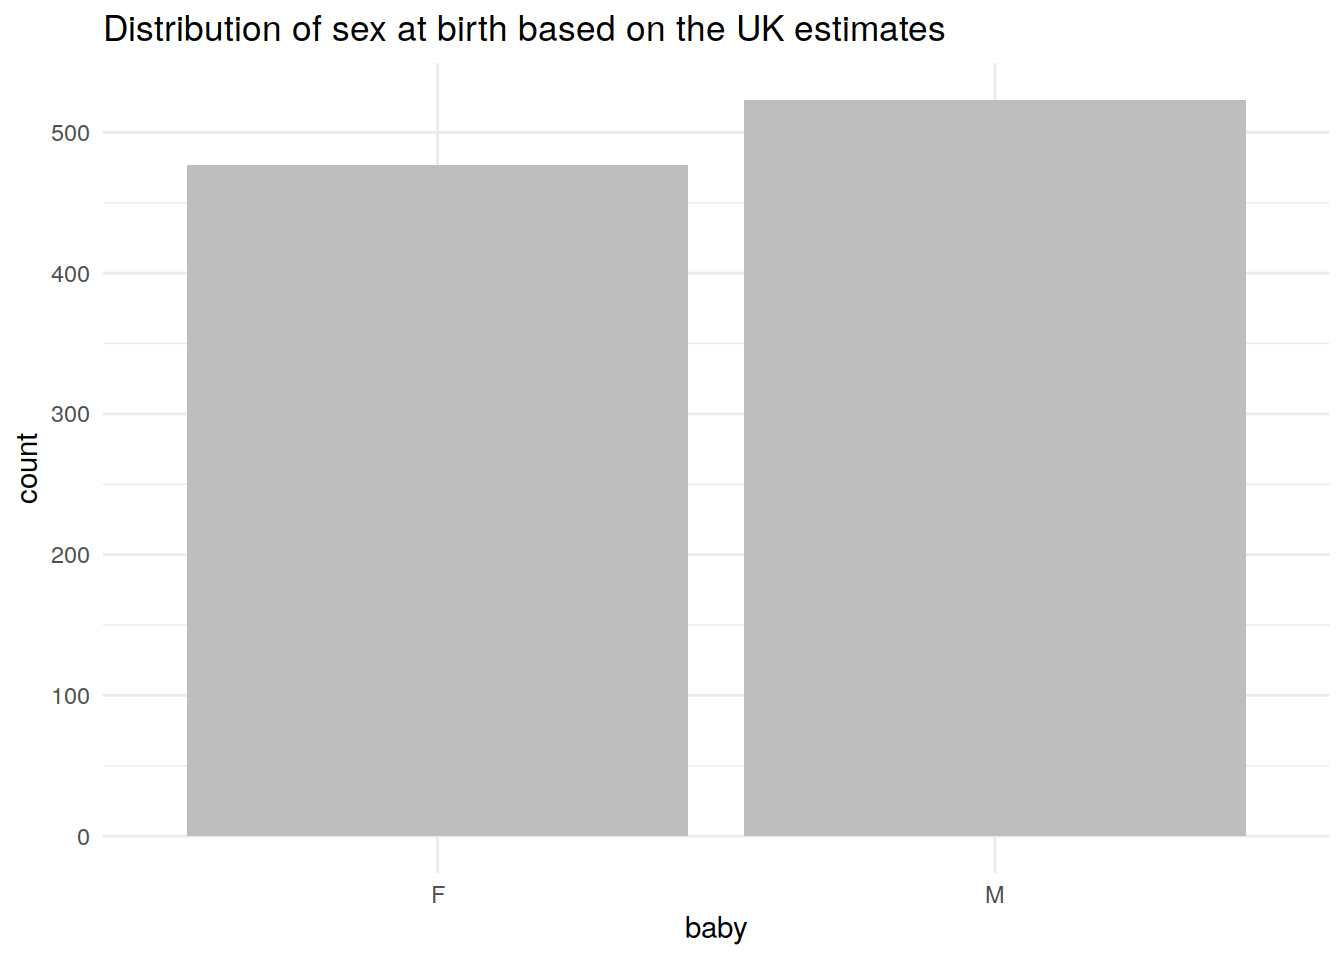 Distribution of sex at birth based on the UK estimates
500
400
300
200
100
0
count
F
M
baby